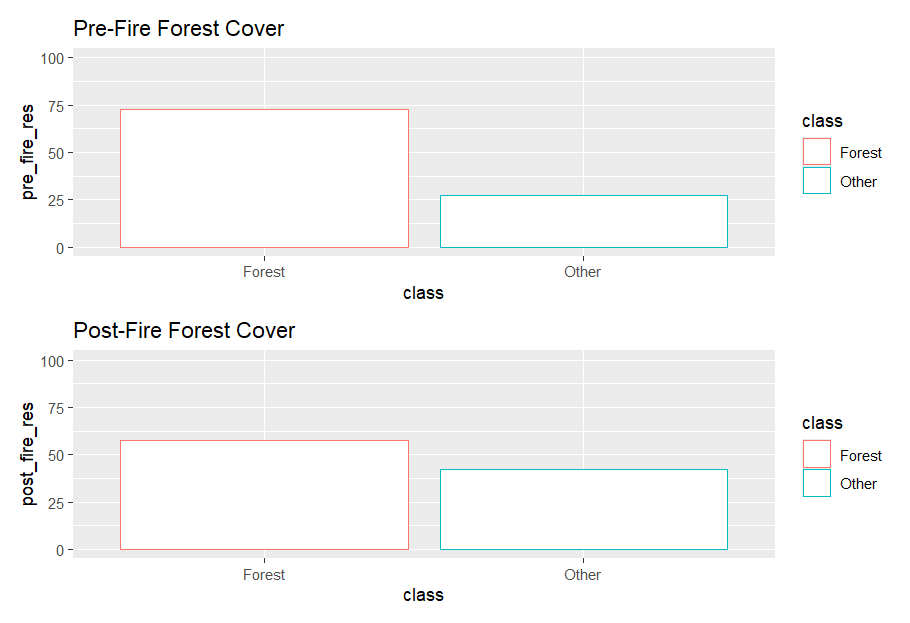 Pre-Fire Forest Cover
100
75
50
25
0
pre_fire_res
Forest
Other
class
class
Forest
Other
Post-Fire Forest Cover
100
75
50
25
0
post_fire_res
Forest
Other
class
class
Forest
Other